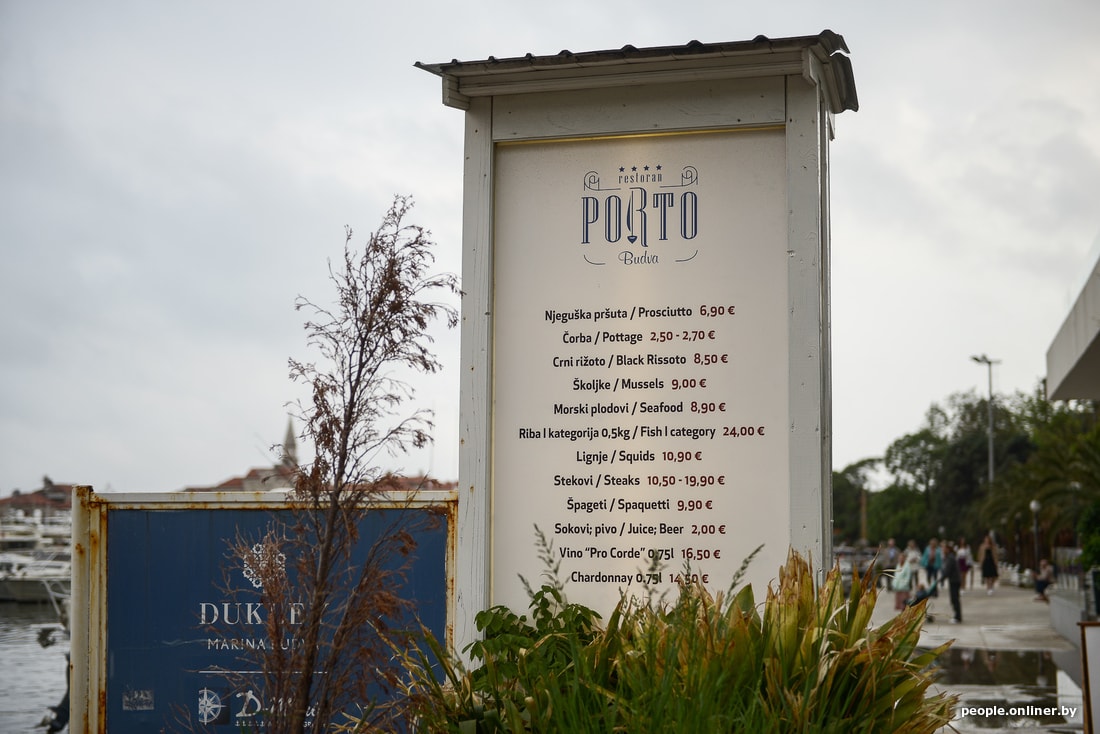 restoran
PORTO
Budva
Njeguška pršuta / Prosciutto 6,90 €
Čorba / Pottage 2,50 - 2,70 €
Crni rižoto / Black Rissoto 8,50 €
Školjke / Mussels 9,00 €
Morski plodovi / Seafood 8,90 €
Riba I kategorija 0,5kg / Fish I category 24,00 €
Lignje / Squids 10,90 €
Stekovi / Steaks 10,50 - 19,90 €
Špageti / Spaquetti 9,90 €
Sokovi; pivo / Juice; Beer 2,00 €
Vino "Pro Corde" 0,75l 16,50 €
Chardonnay 0,75l 14,50 €
MARINA
people.onliner.by